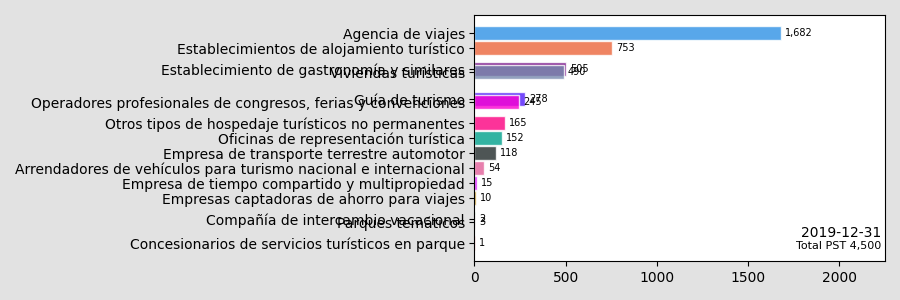 Agencia de viajes 1,682
Establecimientos de alojamiento turístico 753
Establecimiento de gastronomía y similares 505
Viviendas turísticas 490
Guía de turismo 278
Operadores profesionales de congresos, ferias y convenciones 245
Otros tipos de hospedaje turísticos no permanentes 165
Oficinas de representación turística 152
Empresa de transporte terrestre automotor 118
Arrendadores de vehículos para turismo nacional e internacional 54
Empresa de tiempo compartido y multipropiedad 15
Empresas captadoras de ahorro para viajes 10
Compañía de intercambio vacacional 2
Parques temáticos 3
2019-12-31
Concesionarios de servicios turísticos en parque 1
Total PST 4,500
0 500 1000 1500 2000